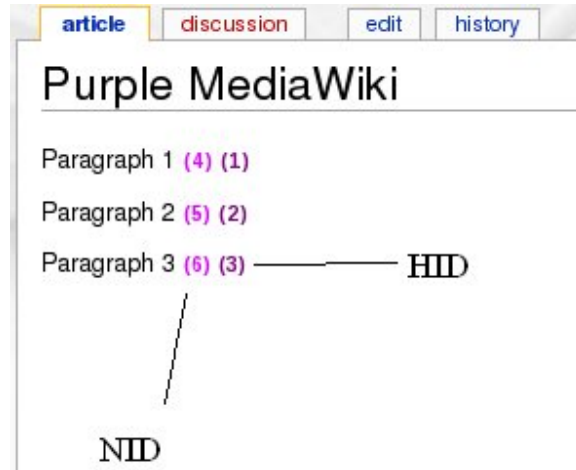 article discussion edit history
Purple MediaWiki
Paragraph 1 (4) (1)
Paragraph 2 (5) (2)
Paragraph 3 (6) (3) HID
NID